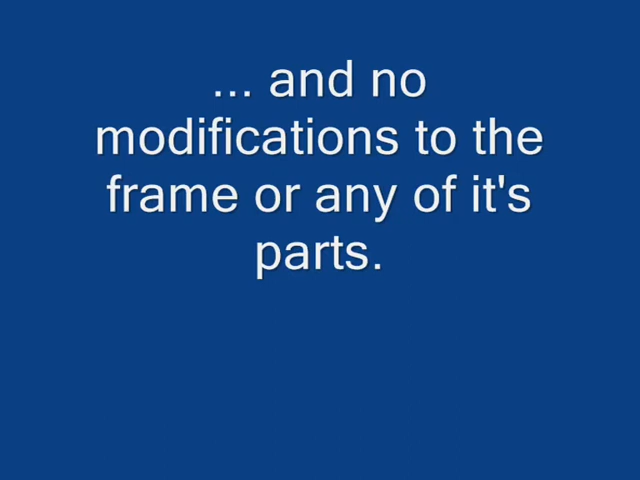 ... and no
modifications to the
frame or any of it's
parts.